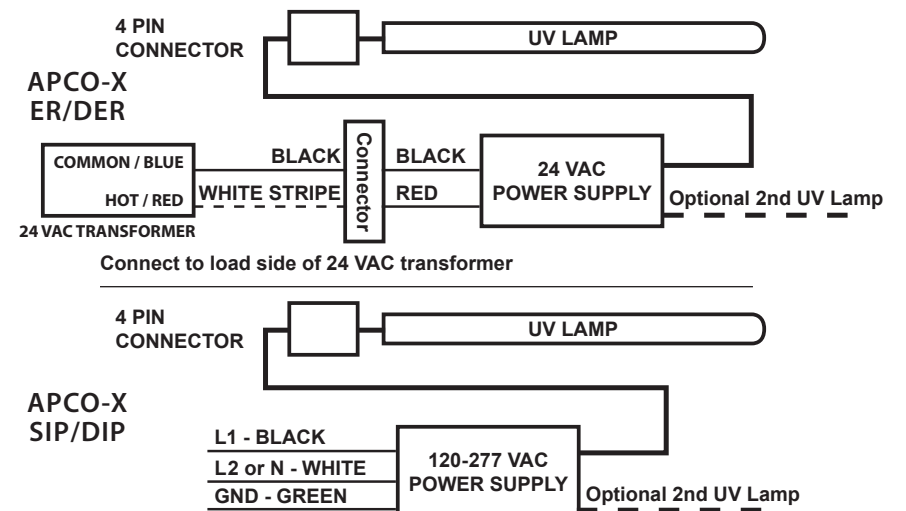 4 PIN
CONNECTOR
UV LAMP
APCO-X
ER/DER
COMMON / BLUE
HOT / RED
24 VAC TRANSFORMER
BLACK
WHITE STRIPE
Connector
BLACK
RED
24 VAC
POWER SUPPLY
Optional 2nd UV Lamp
Connect to load side of 24 VAC transformer
4 PIN
CONNECTOR
UV LAMP
APCO-X
SIP/DIP
L1 - BLACK
L2 or N - WHITE
GND - GREEN
120-277 VAC
POWER SUPPLY
Optional 2nd UV Lamp